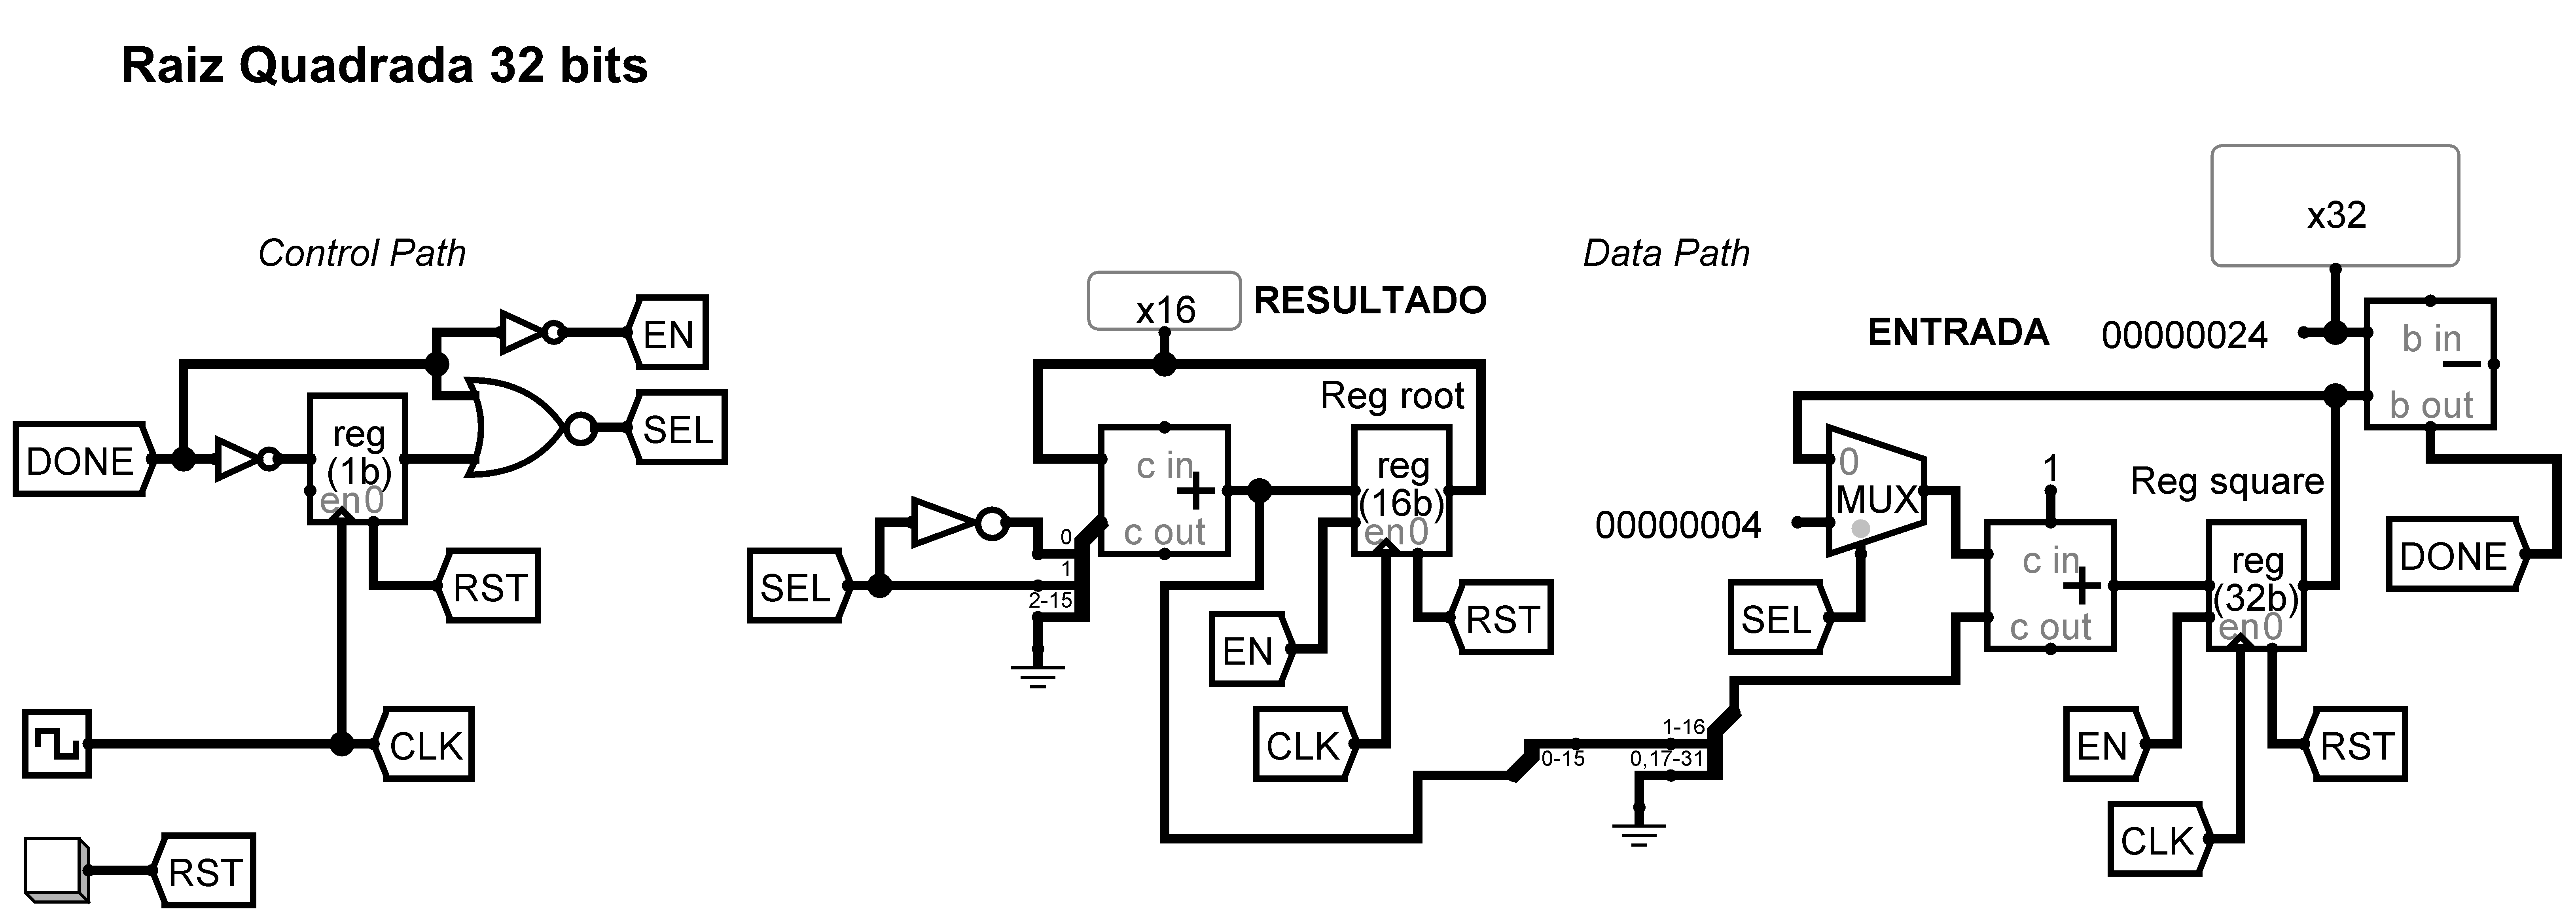 Raiz Quadrada 32 bits
Control Path
Data Path
x32
x16
RESULTADO
ENTRADA
00000024
b in
b out
EN
SEL
DONE
reg
(1b)
en0
RST
CLK
RST
Reg root
c in
c out
reg
(16b)
en0
SEL
0
1
2-15
EN
RST
CLK
0-15
1-16
0,17-31
0
MUX
00000004
SEL
1
c in
c out
Reg square
reg
(32b)
en0
EN
RST
CLK
DONE